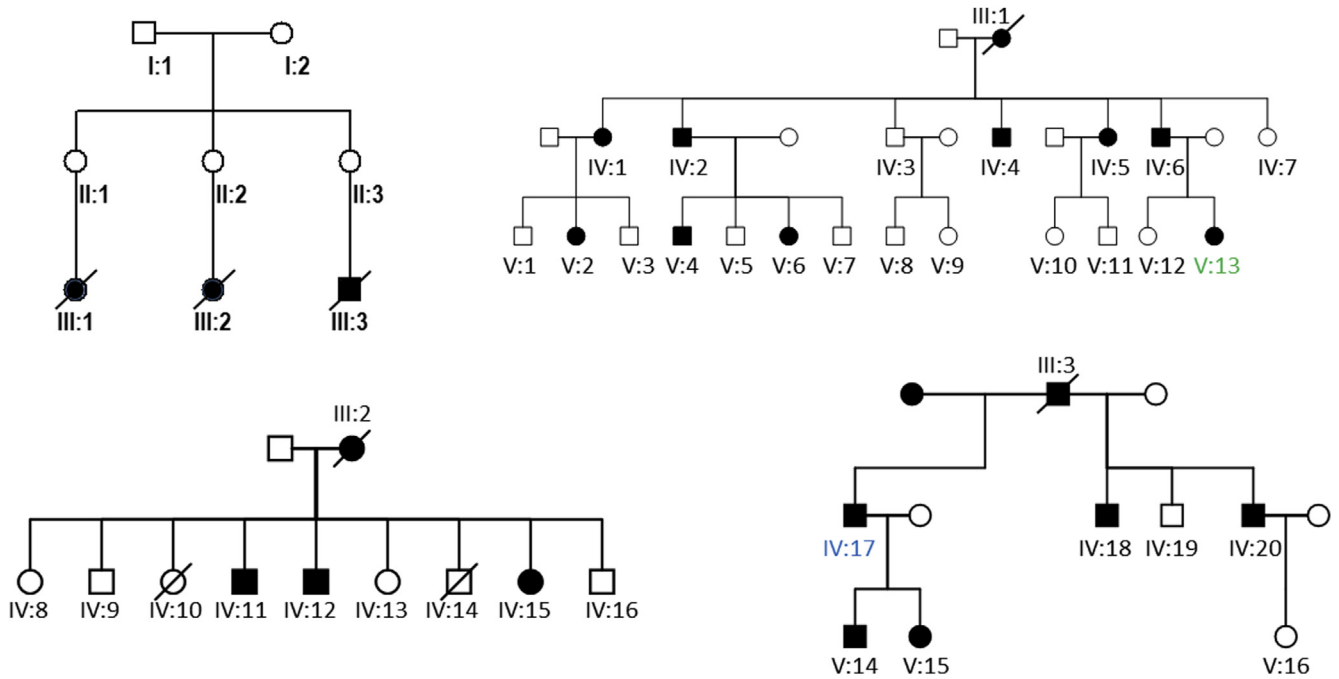 I:1 I:2
II:1 II:2 II:3
III:1 III:2 III:3
III:1
IV:1 IV:2 IV:3 IV:4 IV:5 IV:6 IV:7
V:1 V:2 V:3 V:4 V:5 V:6 V:7 V:8 V:9 V:10 V:11 V:12 V:13
III:2
IV:8 IV:9 IV:10 IV:11 IV:12 IV:13 IV:14 IV:15 IV:16
III:3
IV:17 IV:18 IV:19 IV:20
V:14 V:15 V:16